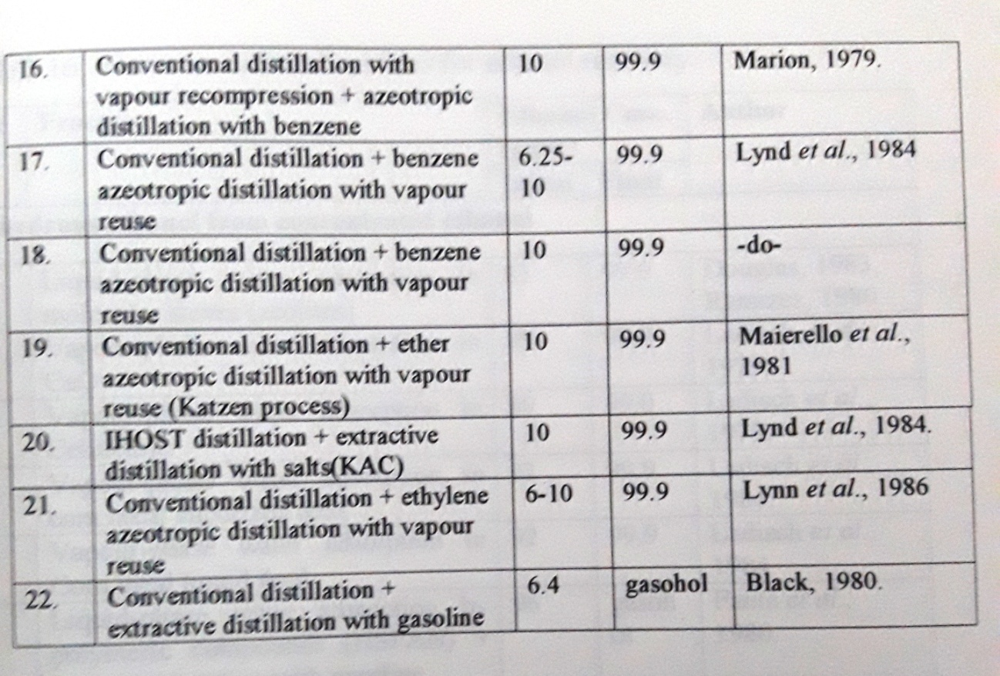 16. Conventional distillation with 10 99.9 Marion, 1979.
vapour recompression + azeotropic
distillation with benzene
17. Conventional distillation + benzene 6.25- 99.9 Lynd et al., 1984
azeotropic distillation with vapour 10
reuse
18. Conventional distillation + benzene 10 99.9 -do-
azeotropic distillation with vapour
reuse
19. Conventional distillation + ether 10 99.9 Maierello et al.,
azeotropic distillation with vapour 1981
reuse (Katzen process)
20. IHOST distillation + extractive 10 99.9 Lynd et al., 1984.
distillation with salts(KAC)
21. Conventional distillation + ethylene 6-10 99.9 Lynn et al., 1986
azeotropic distillation with vapour
reuse
22. Conventional distillation + 6.4 gasohol Black, 1980.
extractive distillation with gasoline